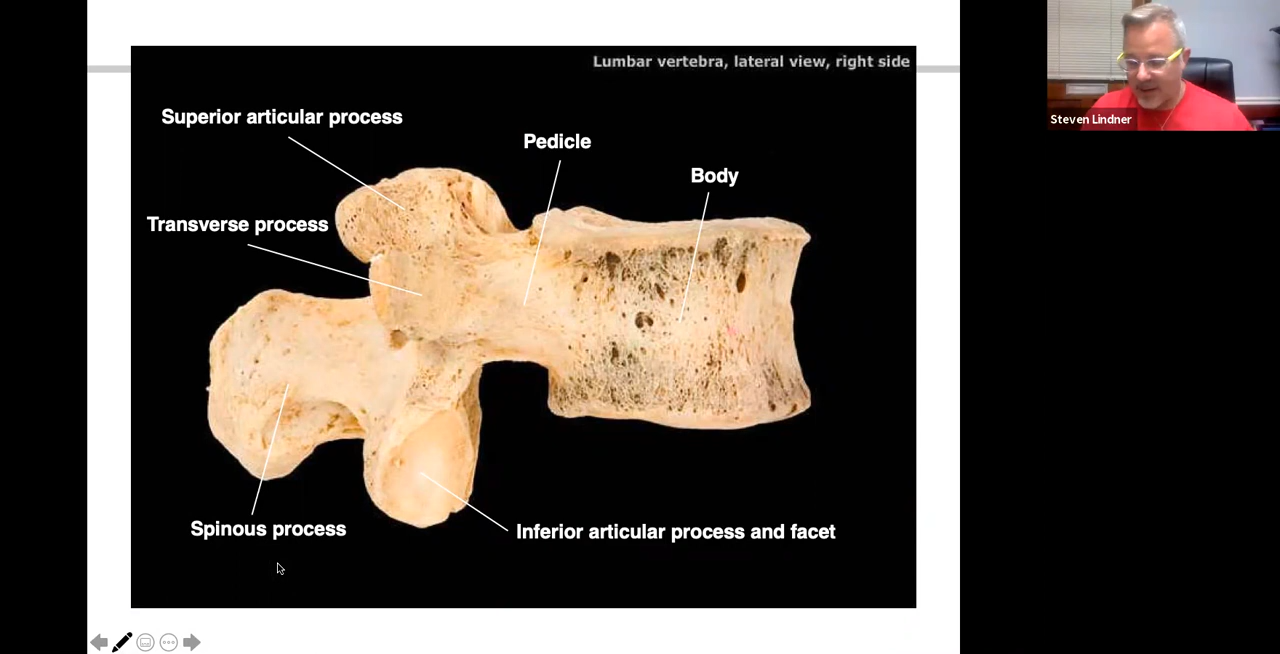 Lumbar vertebra, lateral view, right side
Superior articular process
Pedicle
Body
Transverse process
Spinous process
Inferior articular process and facet
Steven Lindner